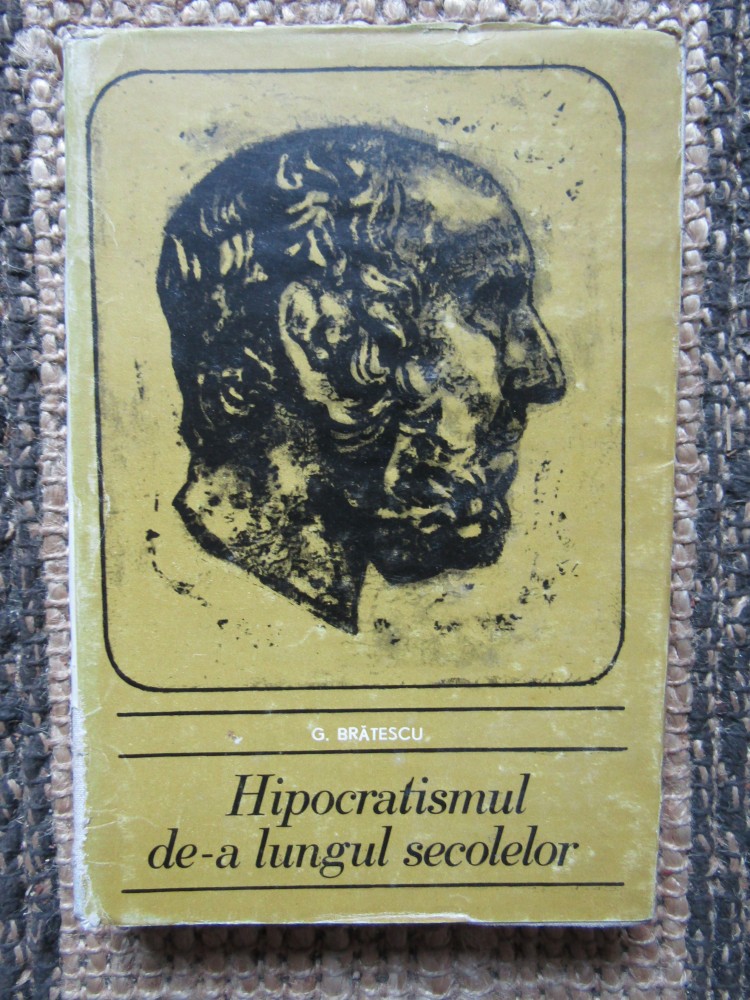 G. BRĂTESCU
Hipocratismul
de-a lungul secolelor